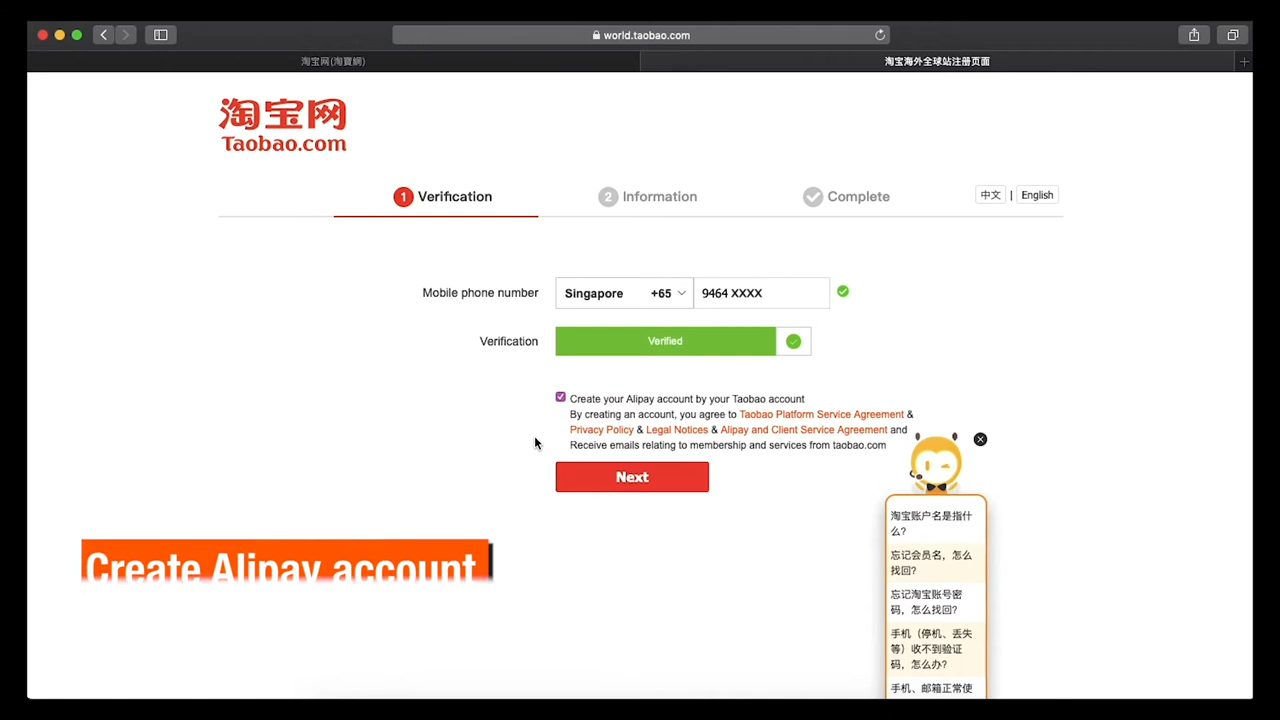 world.taobao.com
淘宝网(淘寶網)
淘宝海外全球站注册页面
淘宝网
Taobao.com
1 Verification
2 Information
Complete
中文 | English
Mobile phone number
Singapore +65
9464 XXXX
Verification
Verified
Create your Alipay account by your Taobao account
By creating an account, you agree to Taobao Platform Service Agreement &
Privacy Policy & Legal Notices & Alipay and Client Service Agreement and
Receive emails relating to membership and services from taobao.com
Next
Create Alipay account
淘宝账户名是指什
么?
忘记会员名，怎么
找回?
忘记淘宝账号密
码，怎么找回?
手机（停机、丢失
等）收不到验证
码，怎么办?
手机、邮箱正常使